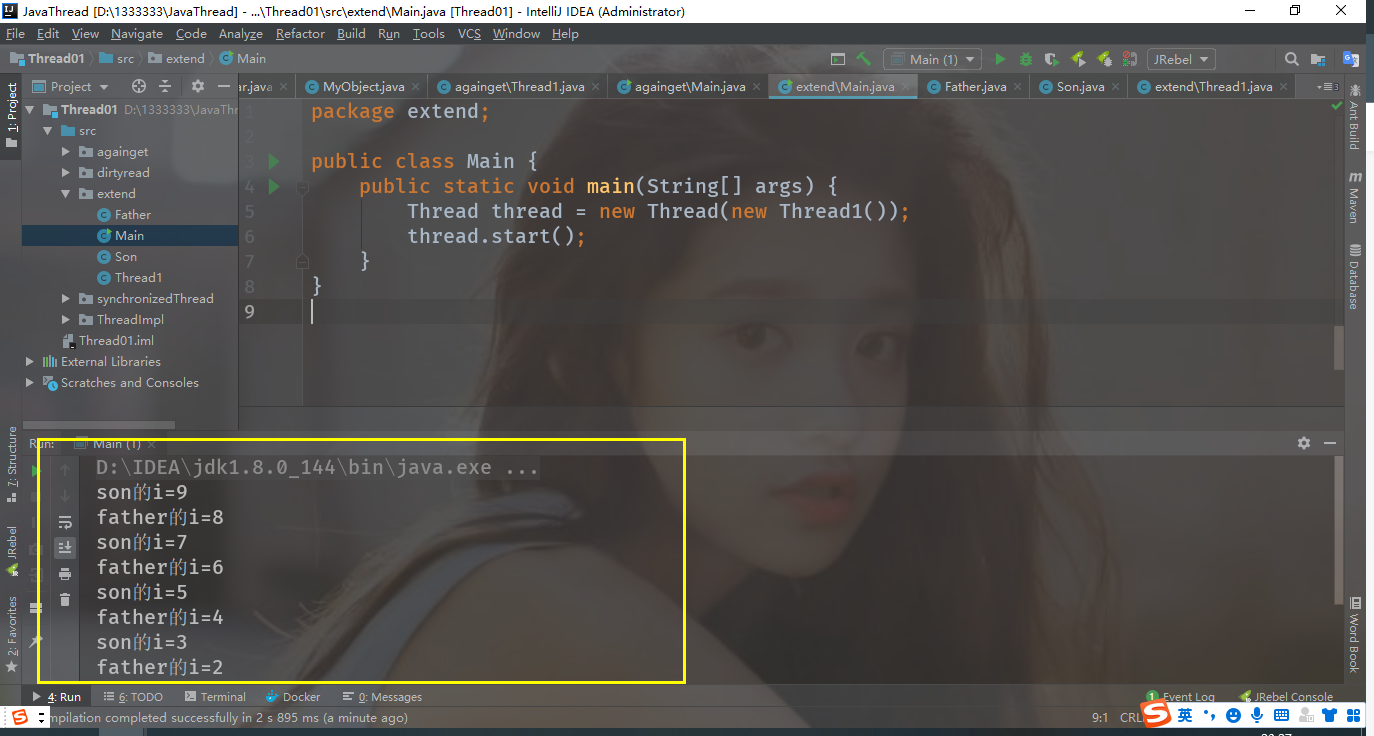 JavaThread [D:\1333333\JavaThread] - ...\Thread01\src\extend\Main.java [Thread01] - IntelliJ IDEA (Administrator)
File Edit View Navigate Code Analyze Refactor Build Run Tools VCS Window Help
Thread01 src extend Main Main (1) JRebel
Project ar.java MyObject.java againget\Thread1.java againget\Main.java extend\Main.java Father.java Son.java extend\Thread1.java
1: Project
Thread01 D:\1333333\JavaThr
src
againget
dirtyread
extend
Father
Main
Son
Thread1
synchronizedThread
ThreadImpl
Thread01.iml
External Libraries
Scratches and Consoles
1 package extend;
2
3 public class Main {
4 public static void main(String[] args) {
5 Thread thread = new Thread(new Thread1());
6 thread.start();
7 }
8 }
9
Ant Build
Maven
Database
Word Book
7: Structure
JRebel
2: Favorites
Run: Main (1)
D:\IDEA\jdk1.8.0_144\bin\java.exe ...
son的i=9
father的i=8
son的i=7
father的i=6
son的i=5
father的i=4
son的i=3
father的i=2
4: Run 6: TODO Terminal Docker 0: Messages 1 Event Log JRebel Console
mpilation completed successfully in 2 s 895 ms (a minute ago) 9:1 CRL 英